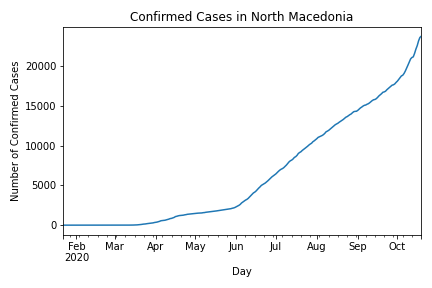 Confirmed Cases in North Macedonia
Number of Confirmed Cases
20000
15000
10000
5000
0
Feb Mar Apr May Jun Jul Aug Sep Oct
2020
Day